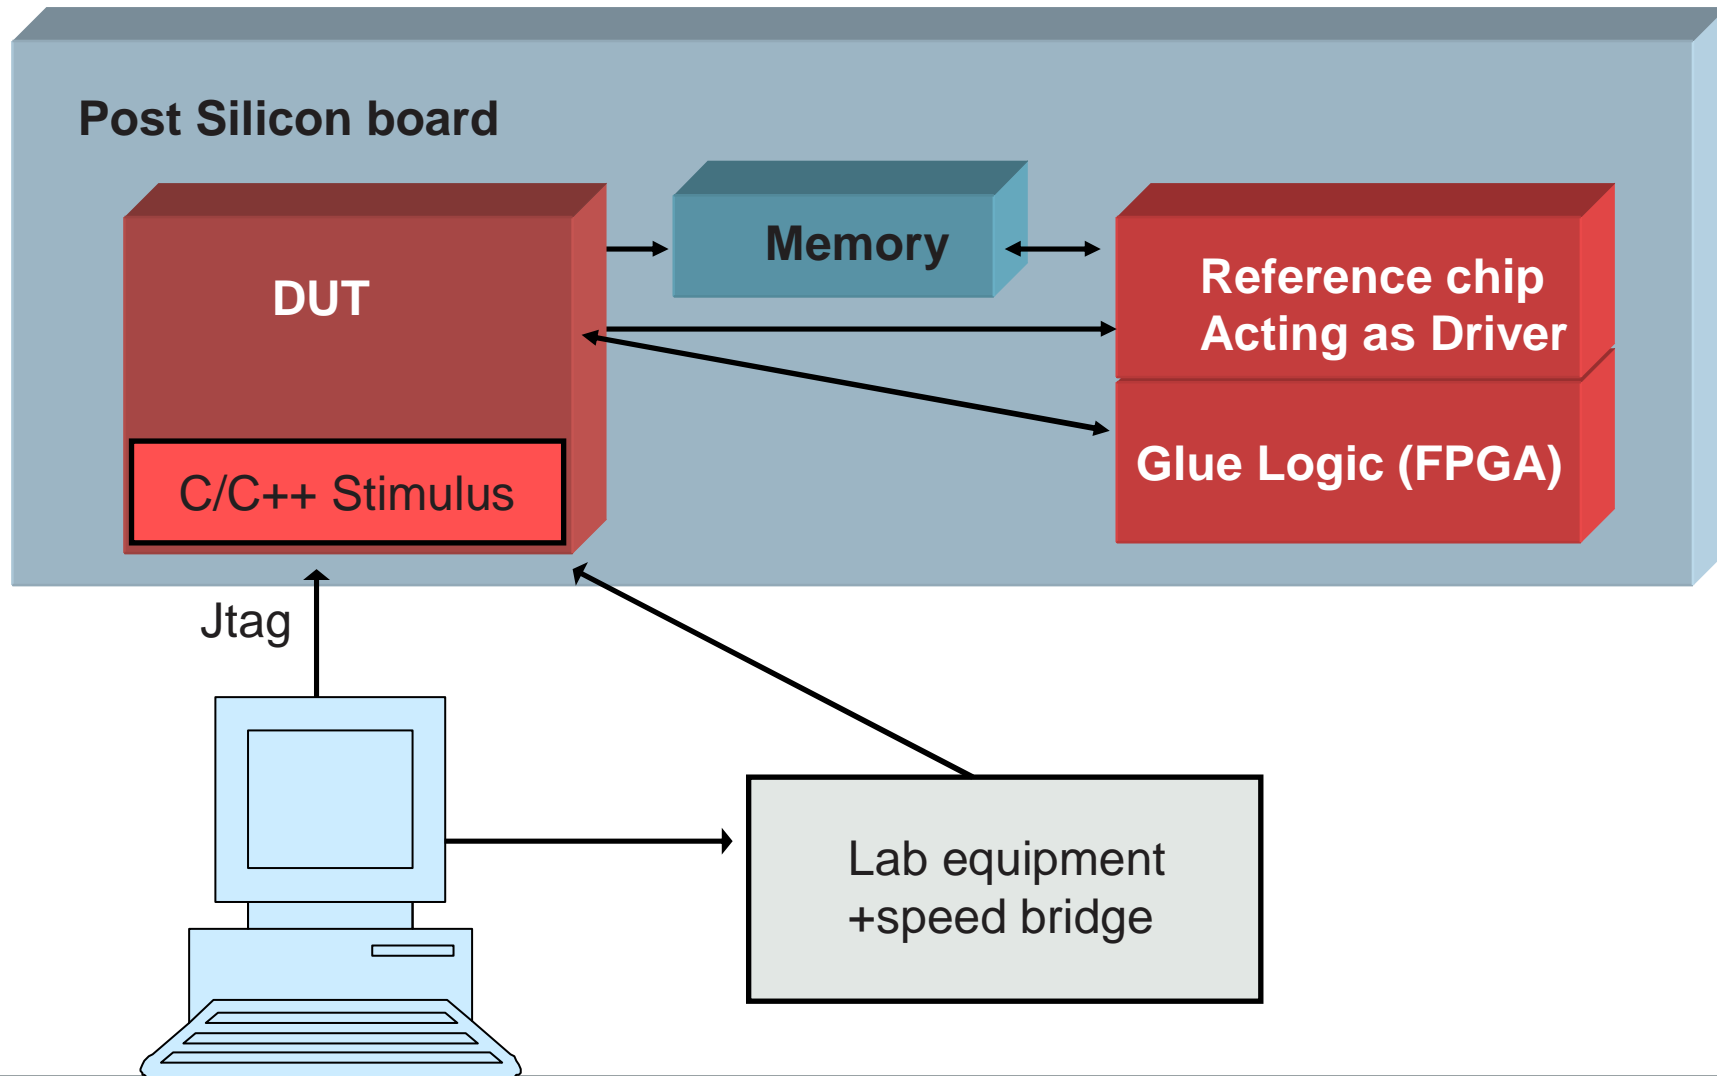 Post Silicon board
Memory
DUT
Reference chip
Acting as Driver
Glue Logic (FPGA)
C/C++ Stimulus
Jtag
Lab equipment
+speed bridge